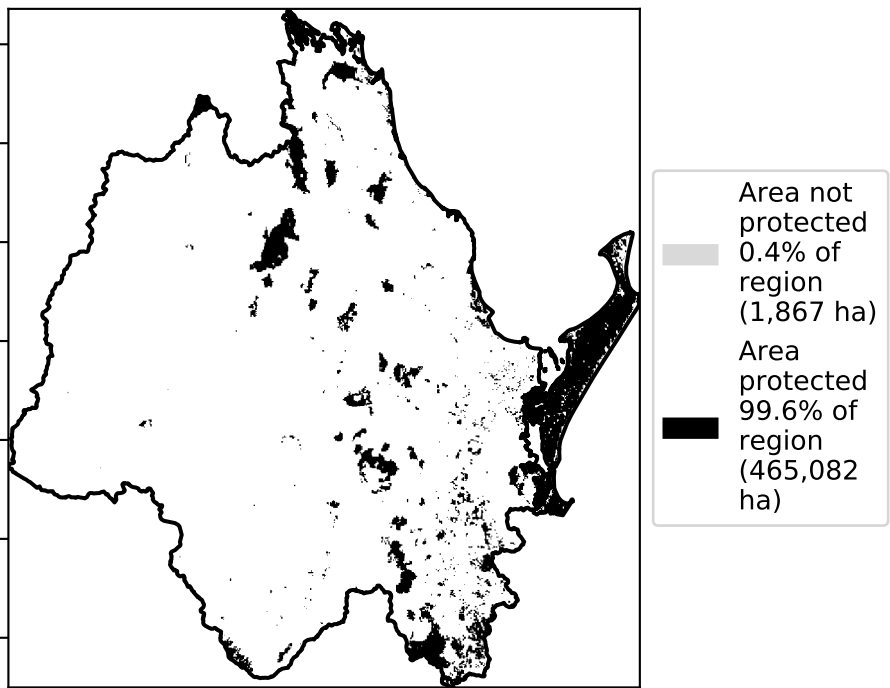 Area not
protected
0.4% of
region
(1,867 ha)
Area
protected
99.6% of
region
(465,082
ha)